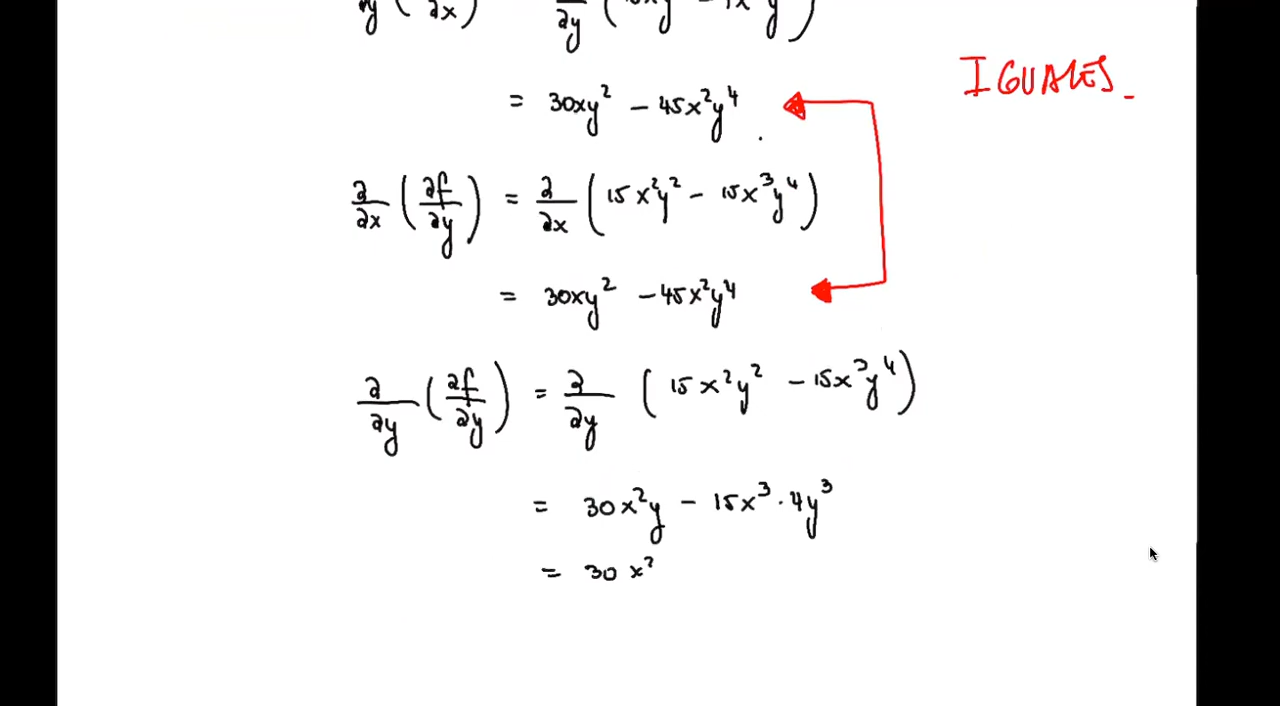 ∂/∂y (∂f/∂x) = ∂/∂y (
IGUALES.
= 30xy² − 45x²y⁴
∂/∂x (∂f/∂y) = ∂/∂x (15x²y² − 15x³y⁴)
= 30xy² − 45x²y⁴
∂/∂y (∂f/∂y) = ∂/∂y (15x²y² − 15x³y⁴)
= 30x²y − 15x³·4y³
= 30x²